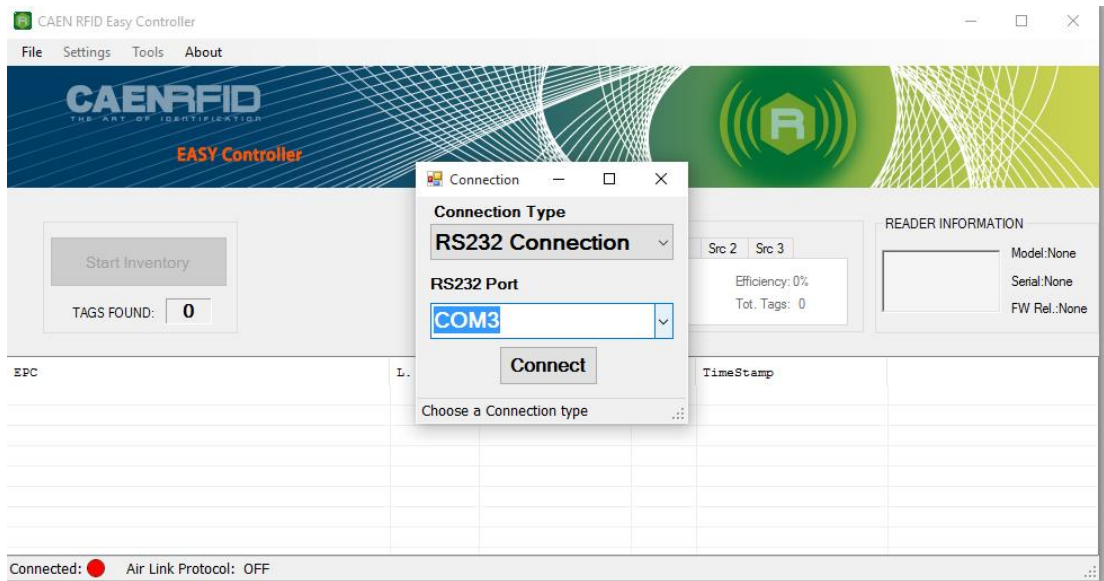 CAEN RFID Easy Controller
File Settings Tools About
CAENRFID
THE ART OF IDENTIFICATION
EASY Controller
R
Connection
Connection Type
RS232 Connection
RS232 Port
COM3
Connect
Choose a Connection type
Start Inventory
TAGS FOUND: 0
Src 2 Src 3
Efficiency: 0%
Tot. Tags: 0
READER INFORMATION
Model:None
Serial:None
FW Rel.:None
EPC L. TimeStamp
Connected: Air Link Protocol: OFF